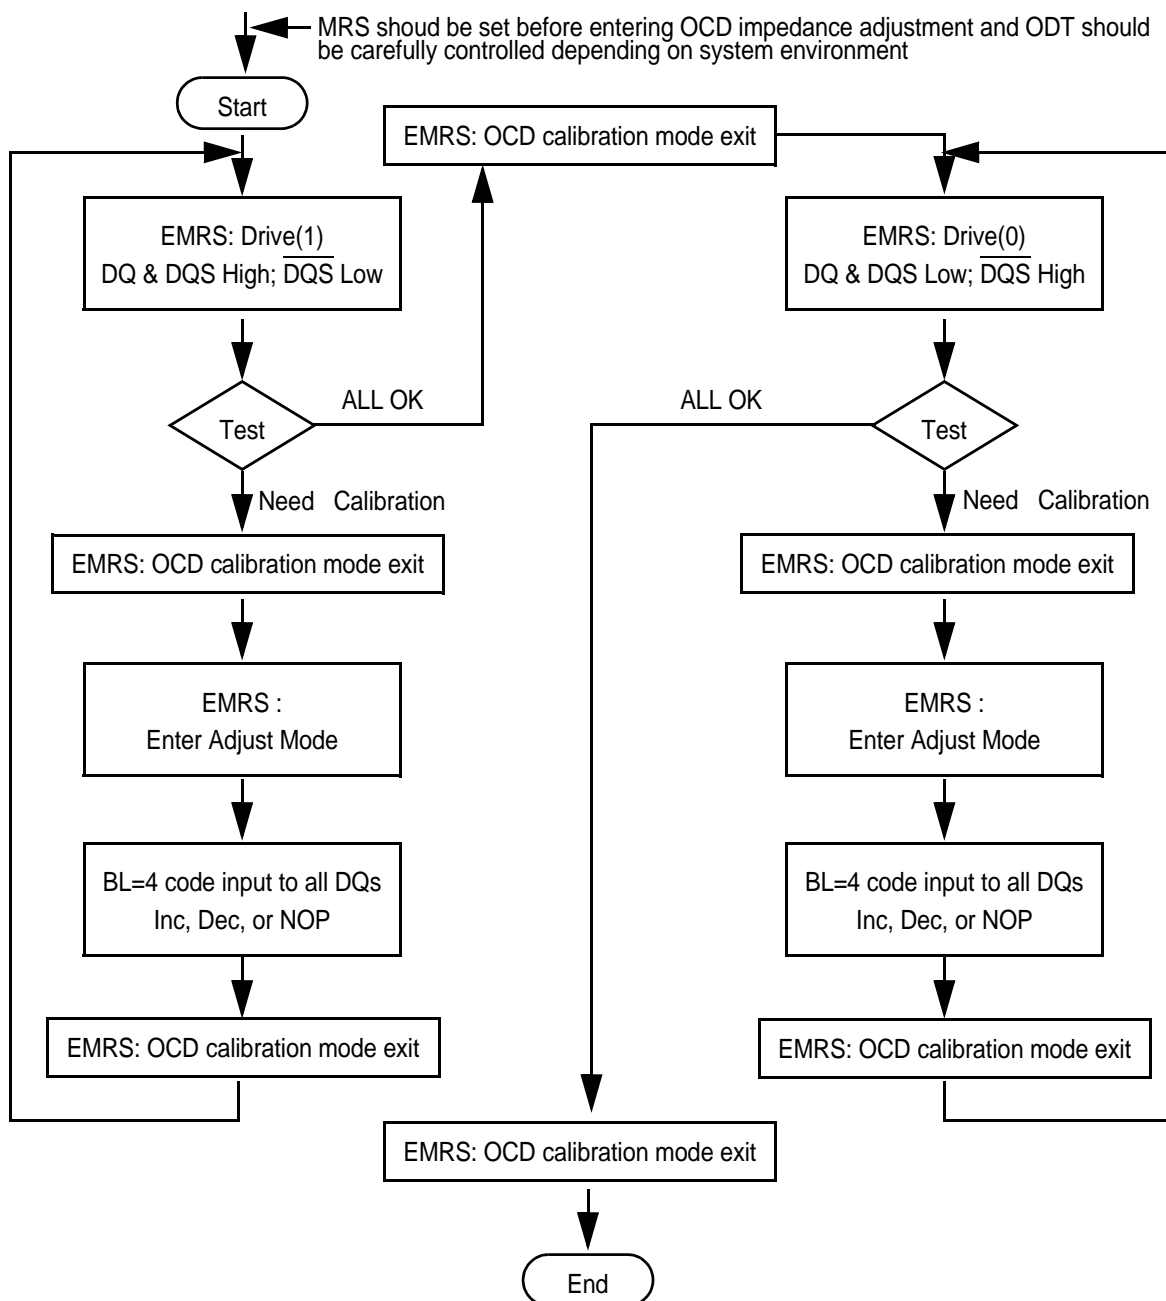 MRS shoud be set before entering OCD impedance adjustment and ODT should
be carefully controlled depending on system environment
Start
EMRS: OCD calibration mode exit
EMRS: Drive(1)
DQ & DQS High; D̅Q̅S̅ Low
Test
ALL OK
Need Calibration
EMRS: OCD calibration mode exit
EMRS :
Enter Adjust Mode
BL=4 code input to all DQs
Inc, Dec, or NOP
EMRS: OCD calibration mode exit
EMRS: Drive(0)
DQ & DQS Low; D̅Q̅S̅ High
Test
ALL OK
Need Calibration
EMRS: OCD calibration mode exit
EMRS :
Enter Adjust Mode
BL=4 code input to all DQs
Inc, Dec, or NOP
EMRS: OCD calibration mode exit
EMRS: OCD calibration mode exit
End